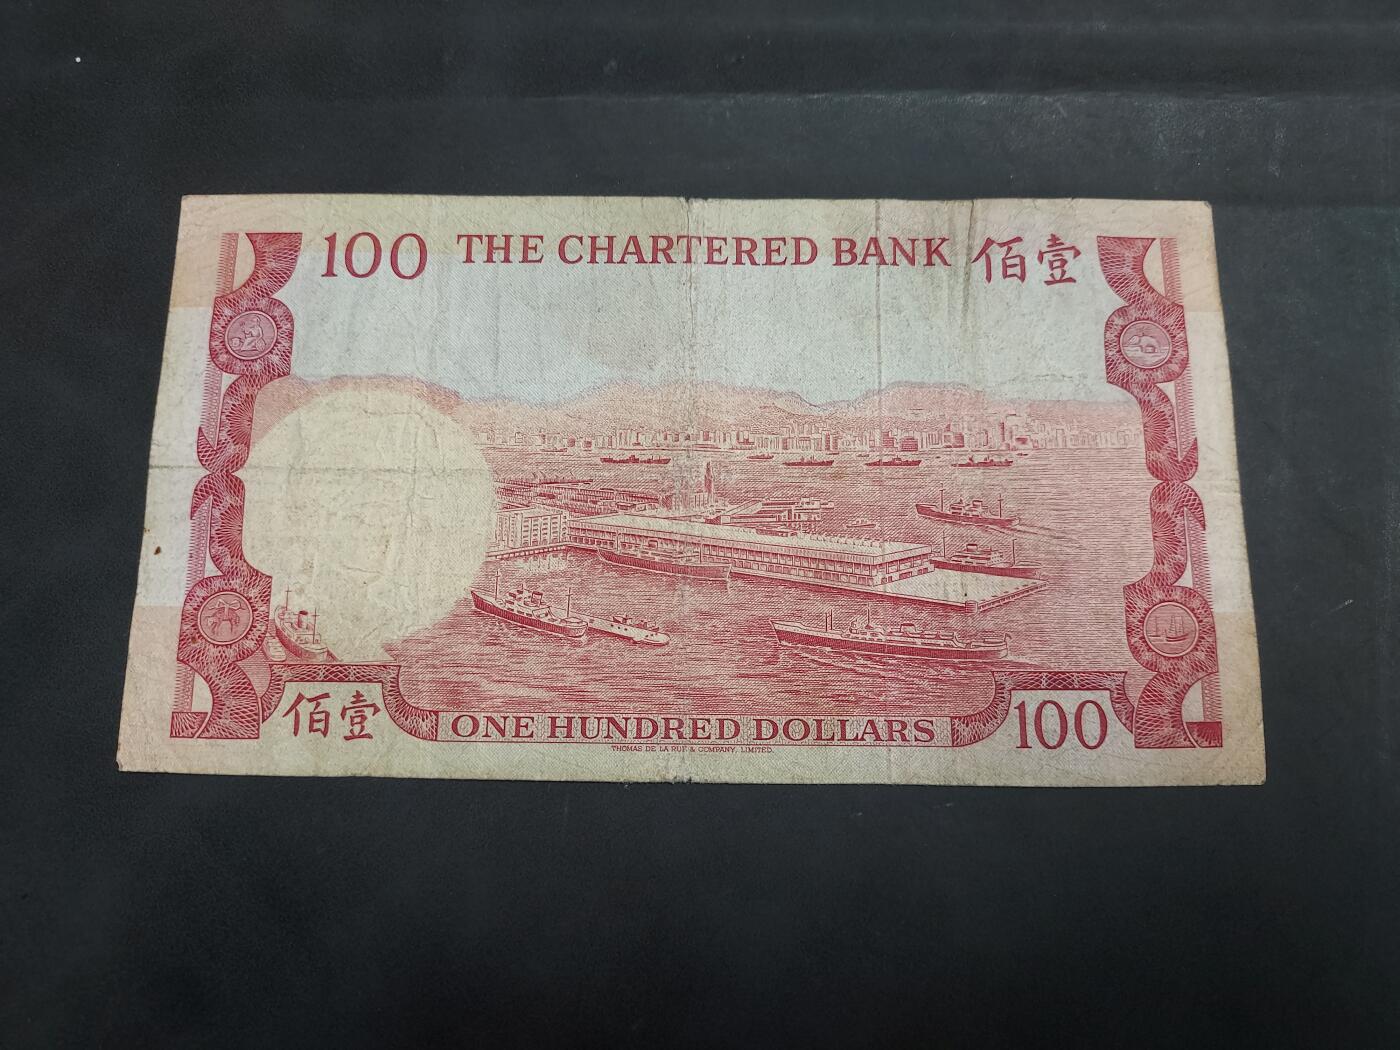 100 THE CHARTERED BANK 佰壹
佰壹 ONE HUNDRED DOLLARS 100
THOMAS DE LA RUE & COMPANY, LIMITED.